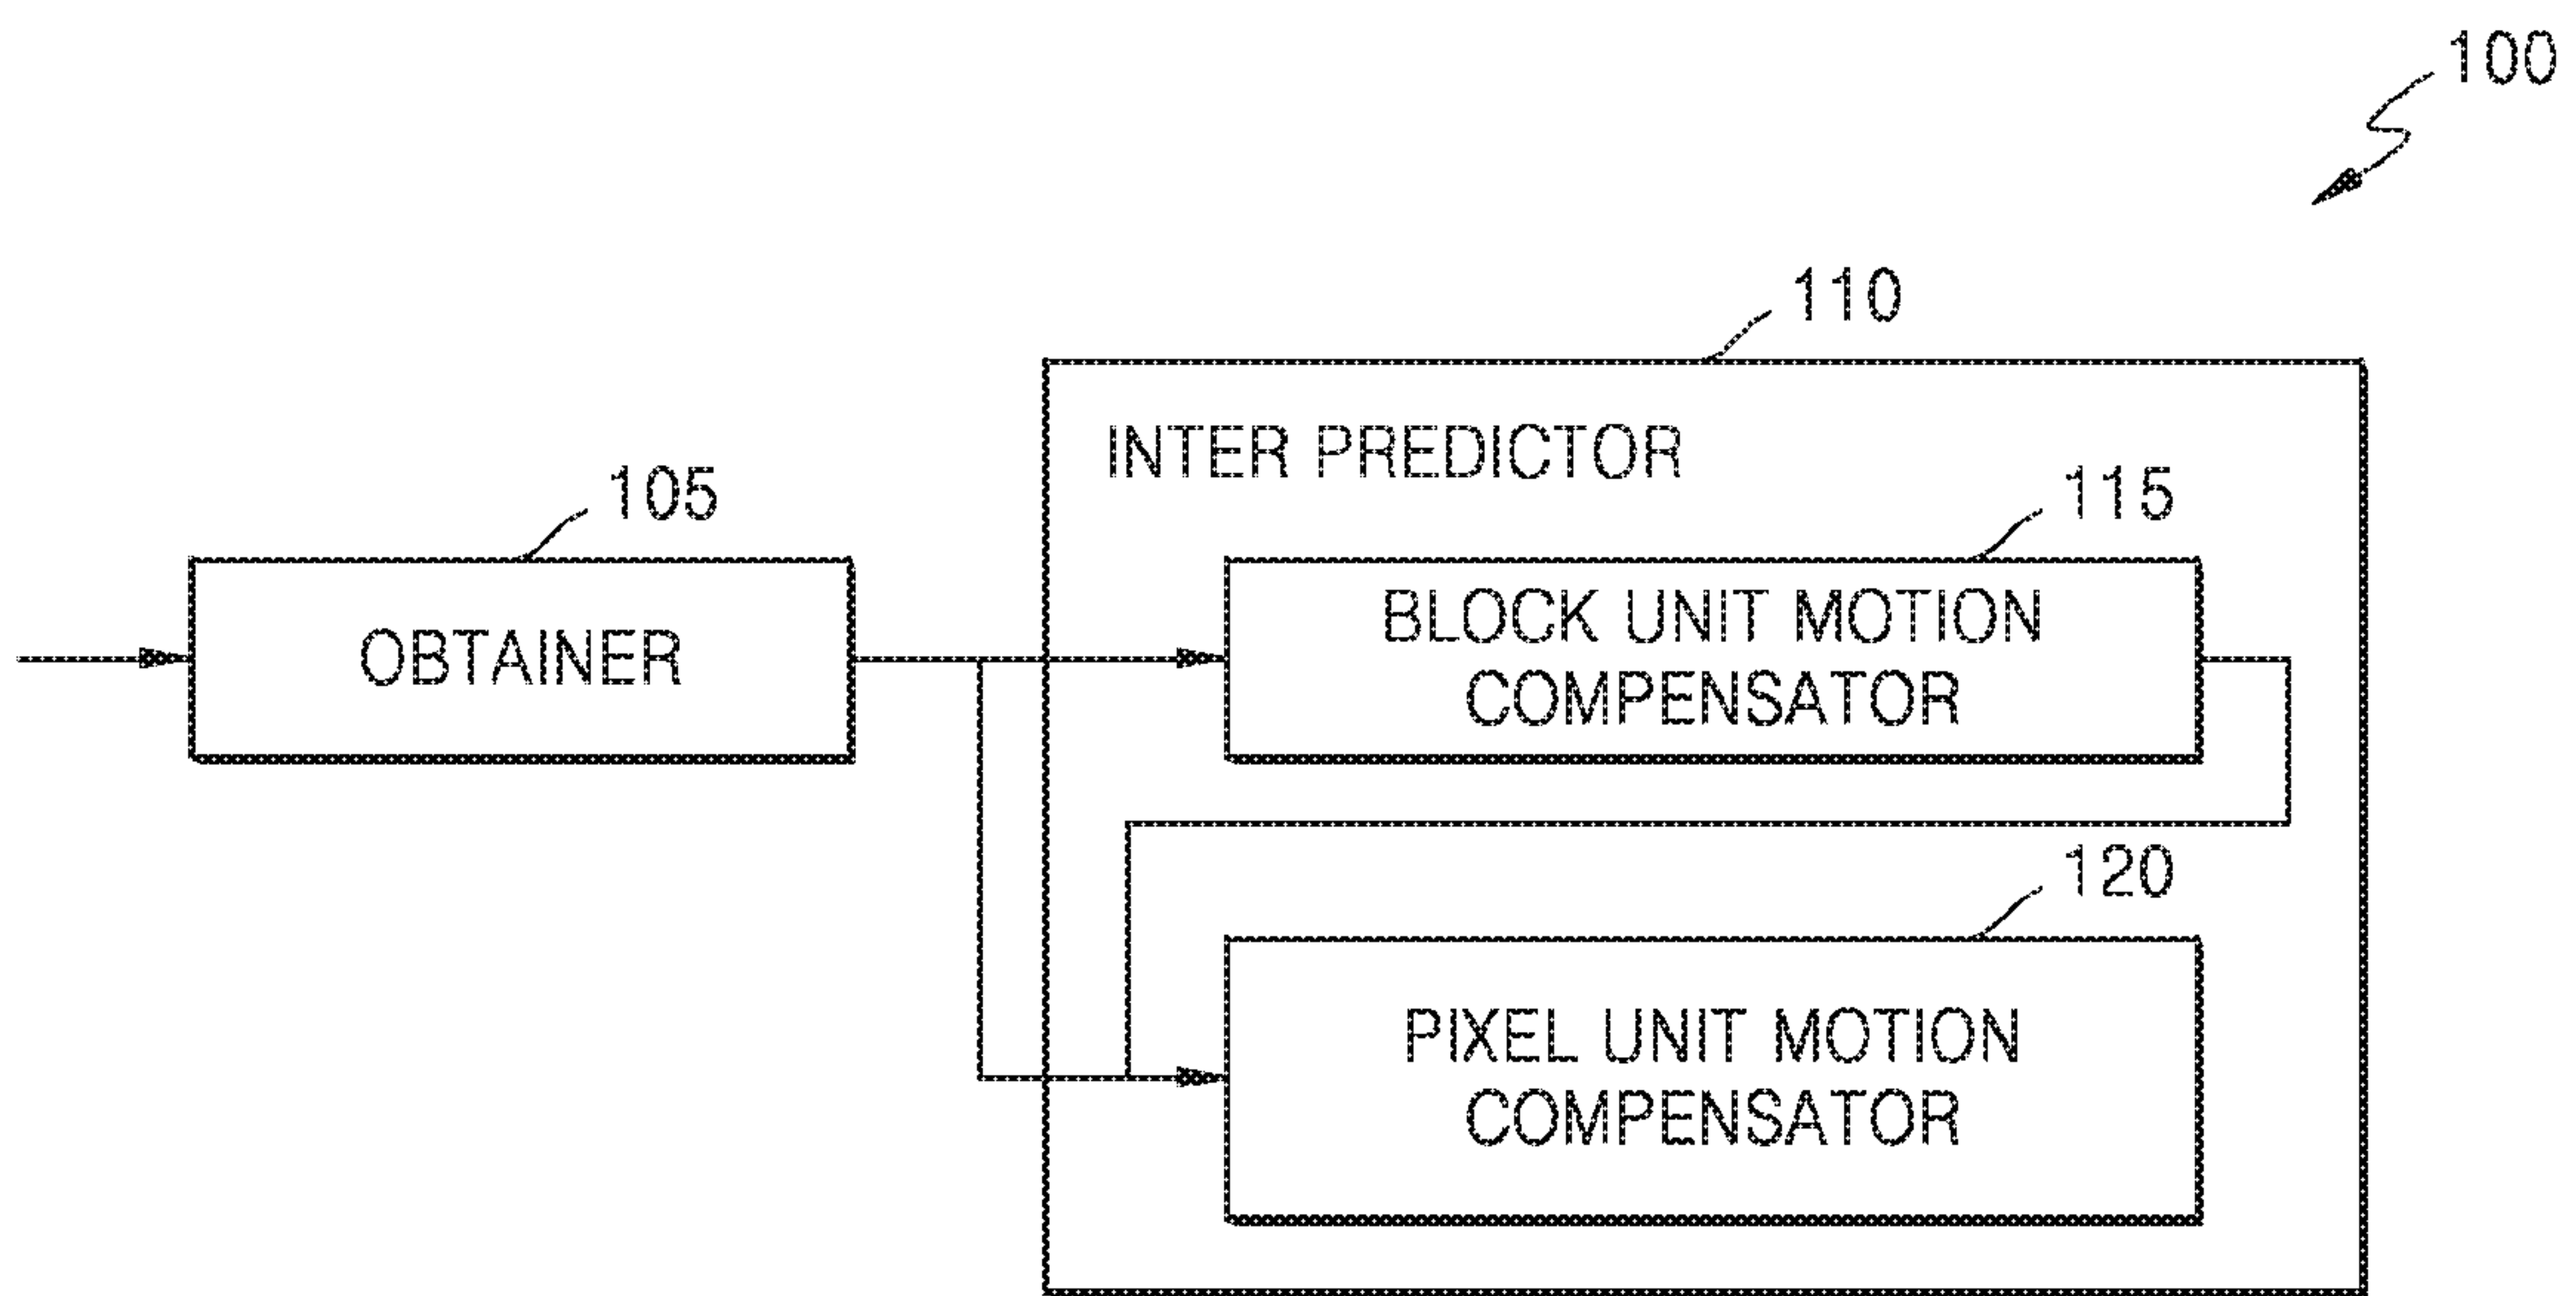 100
110
INTER PREDICTOR
105
115
OBTAINER
BLOCK UNIT MOTION
COMPENSATOR
120
PIXEL UNIT MOTION
COMPENSATOR